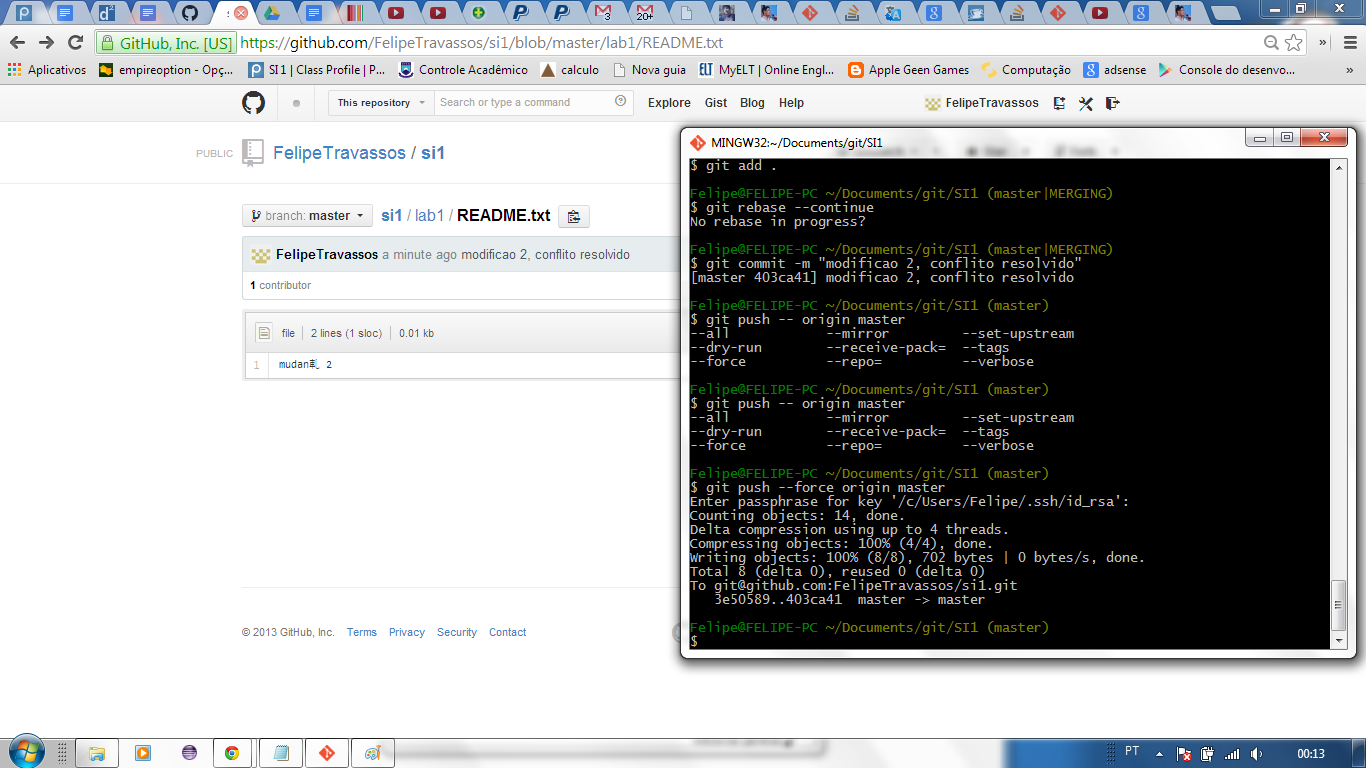 GitHub, Inc. [US] https://github.com/FelipeTravassos/si1/blob/master/lab1/README.txt
Aplicativos empireoption - Opç... SI1 | Class Profile | P... Controle Acadêmico calculo Nova guia MyELT | Online Engl... Apple Geen Games Computação adsense Console do desenvo... »
This repository Search or type a command Explore Gist Blog Help FelipeTravassos
PUBLIC FelipeTravassos / si1
branch: master si1 / lab1 / README.txt
FelipeTravassos a minute ago modificao 2, conflito resolvido
1 contributor
file 2 lines (1 sloc) 0.01 kb
1 2
© 2013 GitHub, Inc. Terms Privacy Security Contact
MINGW32:~/Documents/git/SI1
$ git add .
Felipe@FELIPE-PC ~/Documents/git/SI1 (master|MERGING)
$ git rebase --continue
No rebase in progress?
Felipe@FELIPE-PC ~/Documents/git/SI1 (master|MERGING)
$ git commit -m "modificao 2, conflito resolvido"
[master 403ca41] modificao 2, conflito resolvido
Felipe@FELIPE-PC ~/Documents/git/SI1 (master)
$ git push -- origin master
--all --mirror --set-upstream
--dry-run --receive-pack= --tags
--force --repo= --verbose
Felipe@FELIPE-PC ~/Documents/git/SI1 (master)
$ git push -- origin master
--all --mirror --set-upstream
--dry-run --receive-pack= --tags
--force --repo= --verbose
Felipe@FELIPE-PC ~/Documents/git/SI1 (master)
$ git push --force origin master
Enter passphrase for key '/c/Users/Felipe/.ssh/id_rsa':
Counting objects: 14, done.
Delta compression using up to 4 threads.
Compressing objects: 100% (4/4), done.
Writing objects: 100% (8/8), 702 bytes | 0 bytes/s, done.
Total 8 (delta 0), reused 0 (delta 0)
To git@github.com:FelipeTravassos/si1.git
3e50589..403ca41 master -> master
Felipe@FELIPE-PC ~/Documents/git/SI1 (master)
$
PT 00:13